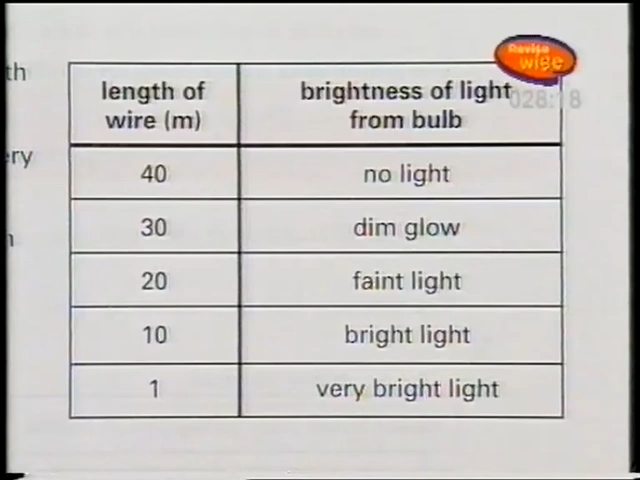 Revise
wise
028:18
th
ery
length of
wire (m)
brightness of light
from bulb
40
no light
30
dim glow
20
faint light
10
bright light
1
very bright light